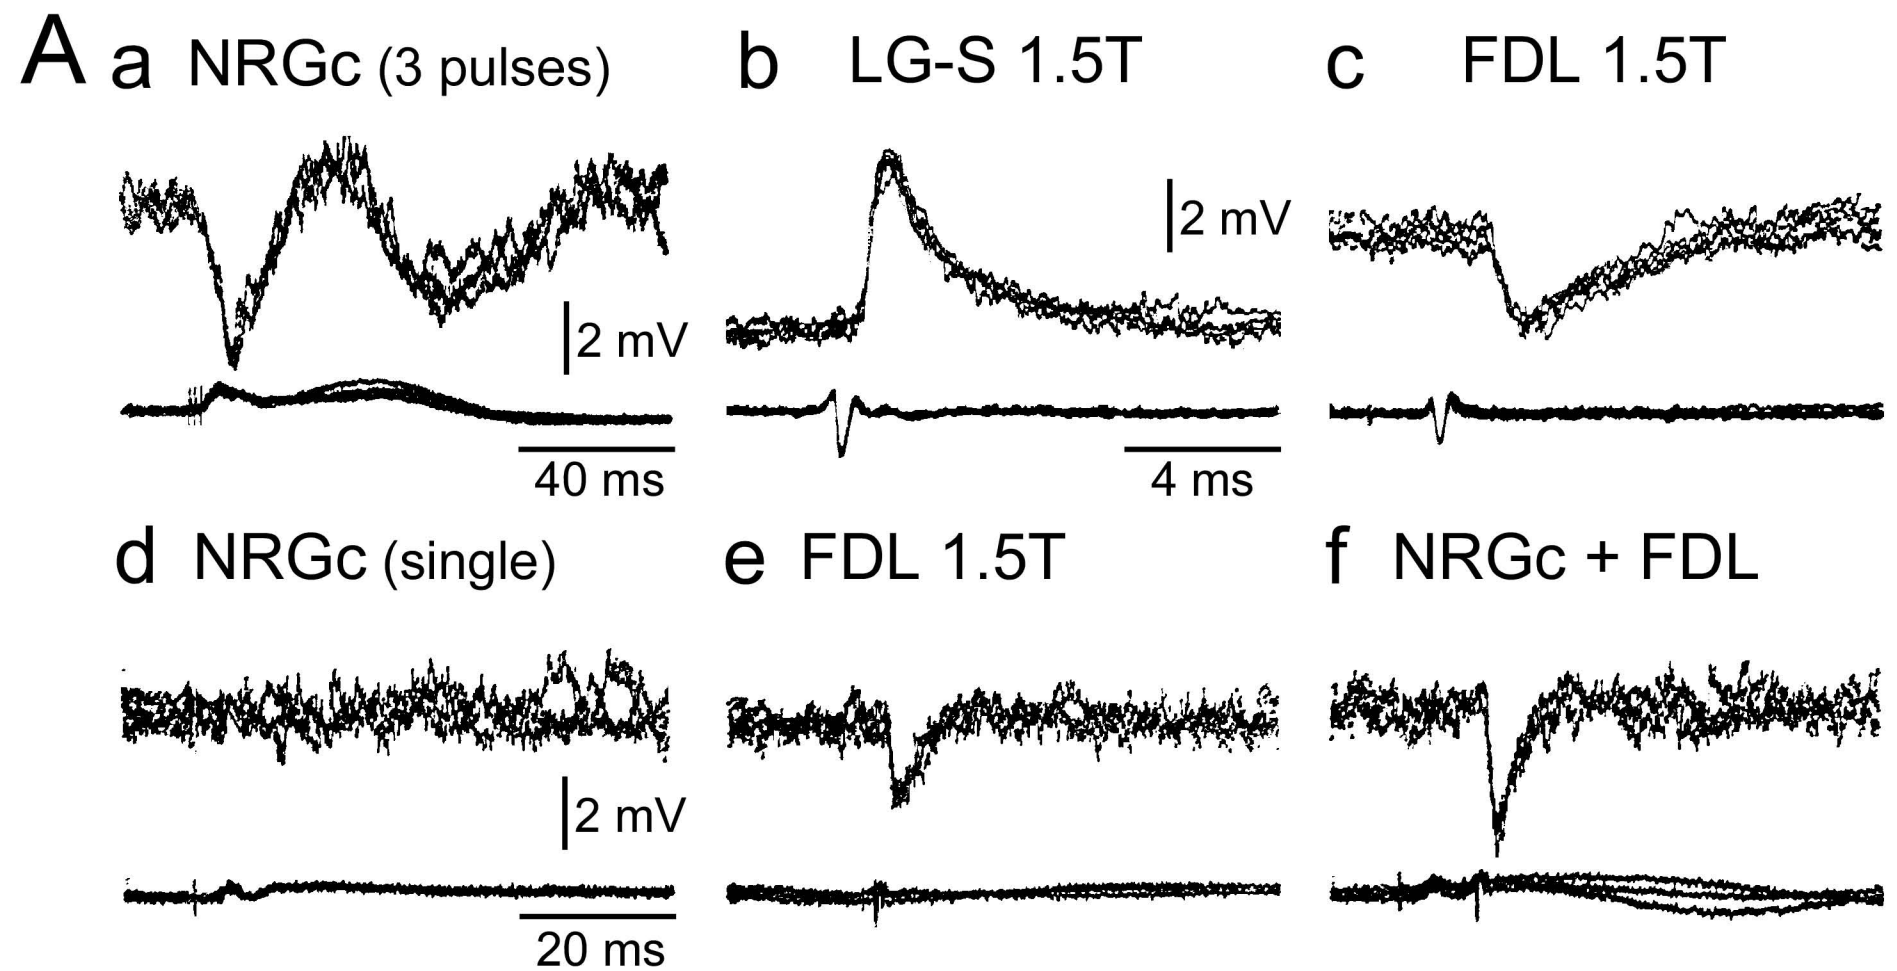 A a NRGc (3 pulses) b LG-S 1.5T c FDL 1.5T
2 mV
2 mV
40 ms 4 ms
d NRGc (single) e FDL 1.5T f NRGc + FDL
2 mV
20 ms